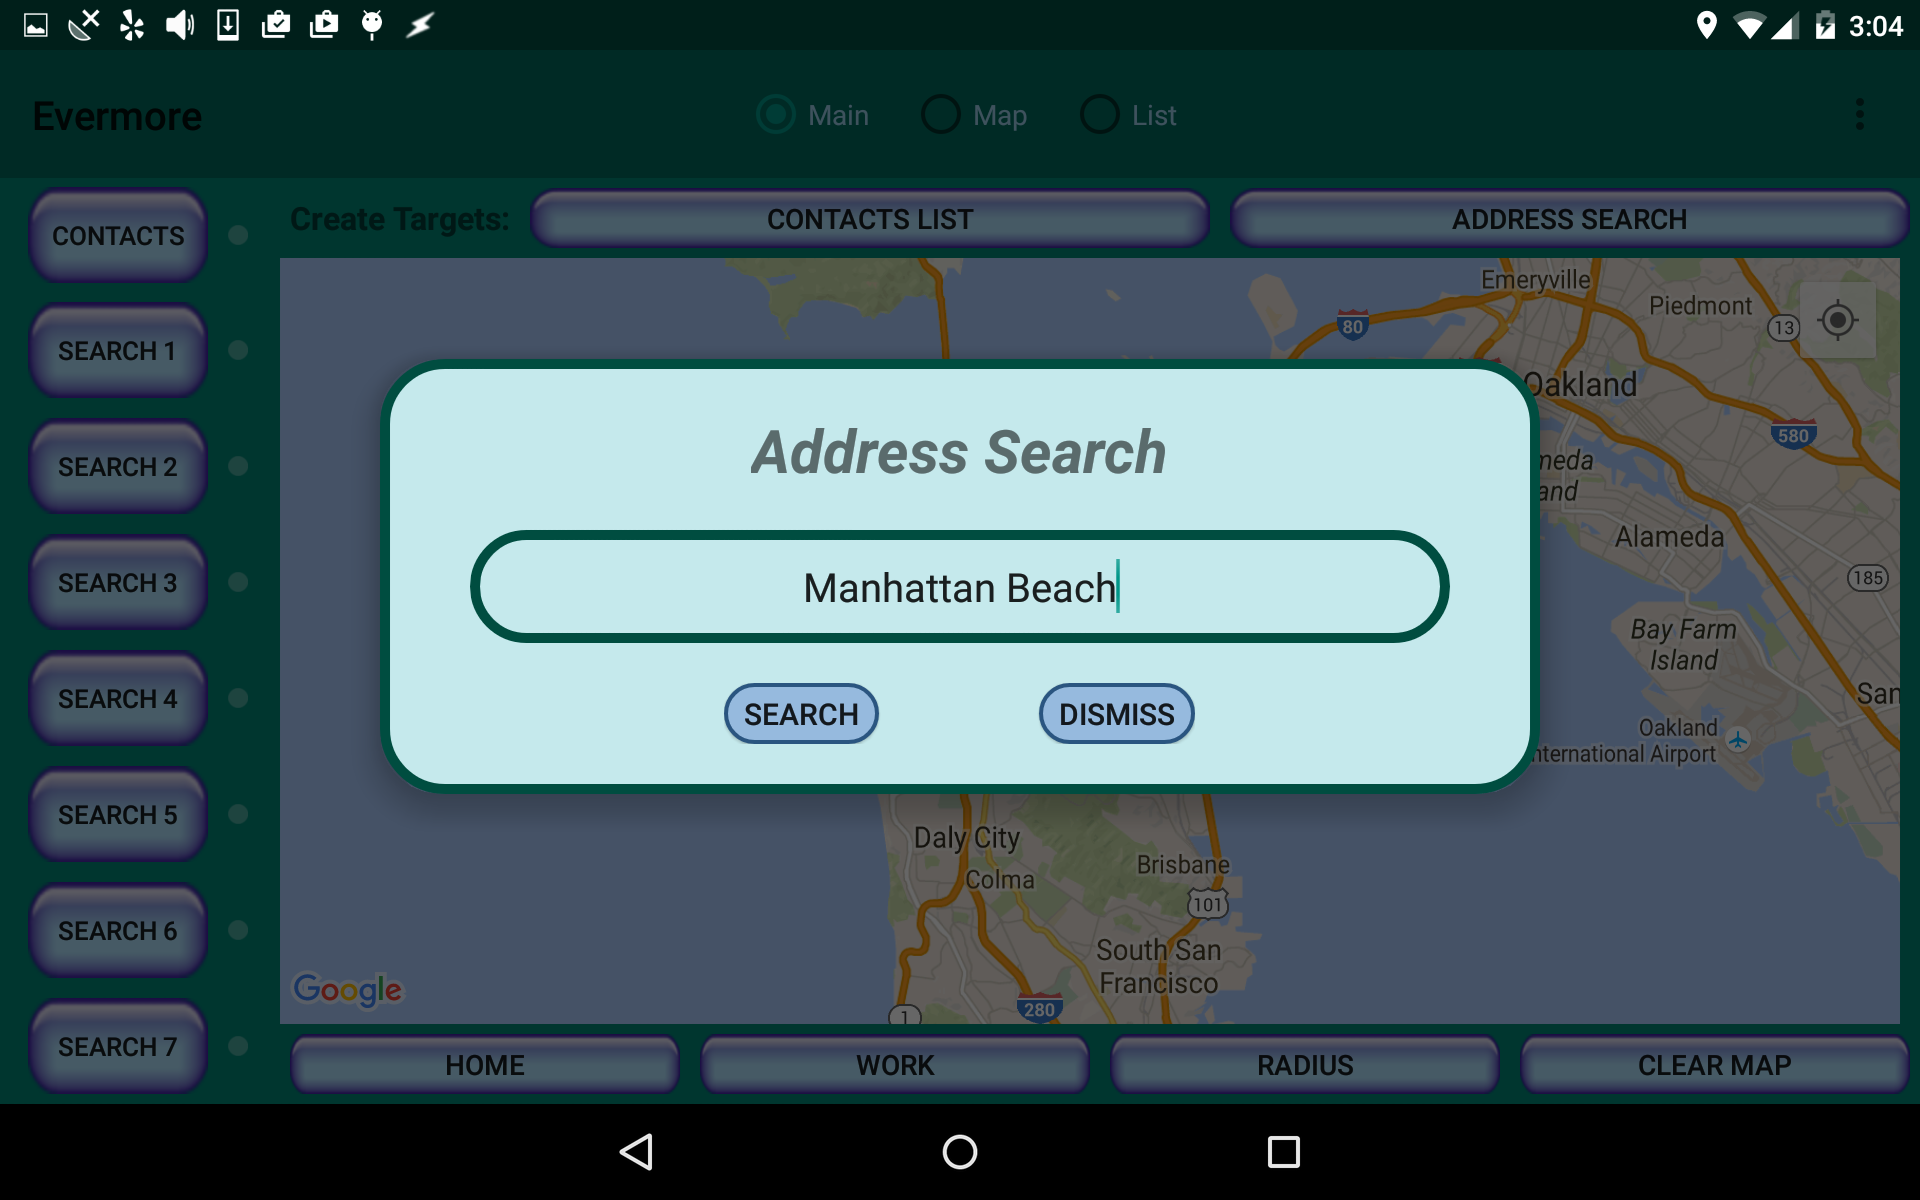 3:04
Evermore
Main
Map
List
CONTACTS
SEARCH 1
SEARCH 2
SEARCH 3
SEARCH 4
SEARCH 5
SEARCH 6
SEARCH 7
Create Targets:
CONTACTS LIST
ADDRESS SEARCH
Emeryville
Piedmont
80
13
Oakland
580
meda
and
Alameda
185
Bay Farm
Island
San
Oakland
nternational Airport
Address Search
Manhattan Beach
SEARCH
DISMISS
Daly City
Colma
Brisbane
101
South San
Francisco
280
1
Google
HOME
WORK
RADIUS
CLEAR MAP